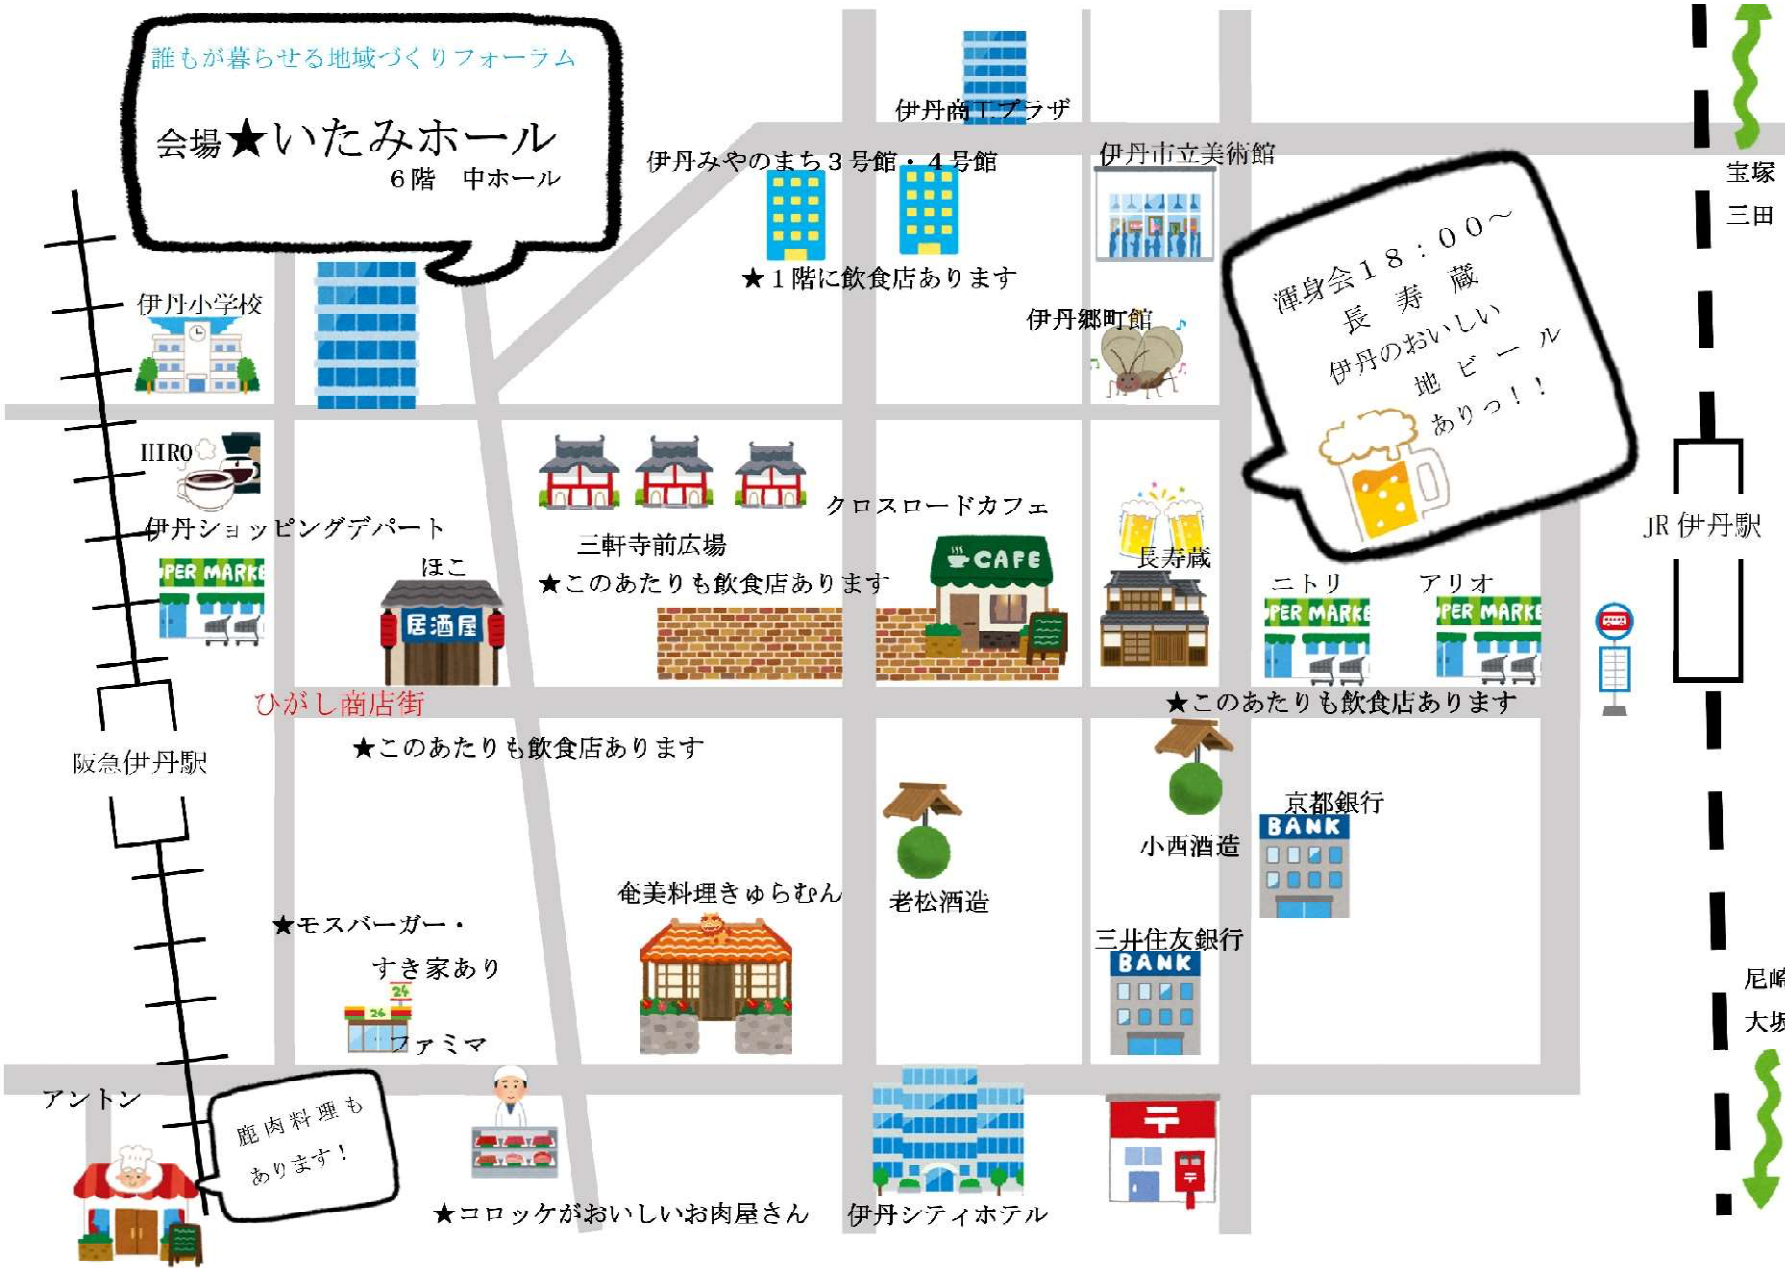 誰もが暮らせる地域づくりフォーラム
会場★いたみホール
6階　中ホール
伊丹商工プラザ
伊丹みやのまち3号館・4号館
伊丹市立美術館
宝塚
三田
★1階に飲食店あります
渾身会18：00～
長寿蔵
伊丹のおいしい
地ビール
ありっ！！
伊丹小学校
伊丹郷町館
HIRO
伊丹ショッピングデパート
PER MARKE
ほこ
居酒屋
三軒寺前広場
★このあたりも飲食店あります
クロスロードカフェ
CAFE
長寿蔵
ニトリ
UPER MARKE
アリオ
PER MARKE
JR 伊丹駅
ひがし商店街
★このあたりも飲食店あります
★このあたりも飲食店あります
阪急伊丹駅
小西酒造
京都銀行
BANK
老松酒造
奄美料理きゅらむん
三井住友銀行
BANK
★モスバーガー・
すき家あり
24
24
ファミマ
尼崎
大坂
アントン
鹿肉料理も
あります！
★コロッケがおいしいお肉屋さん
伊丹シティホテル
〒
〒